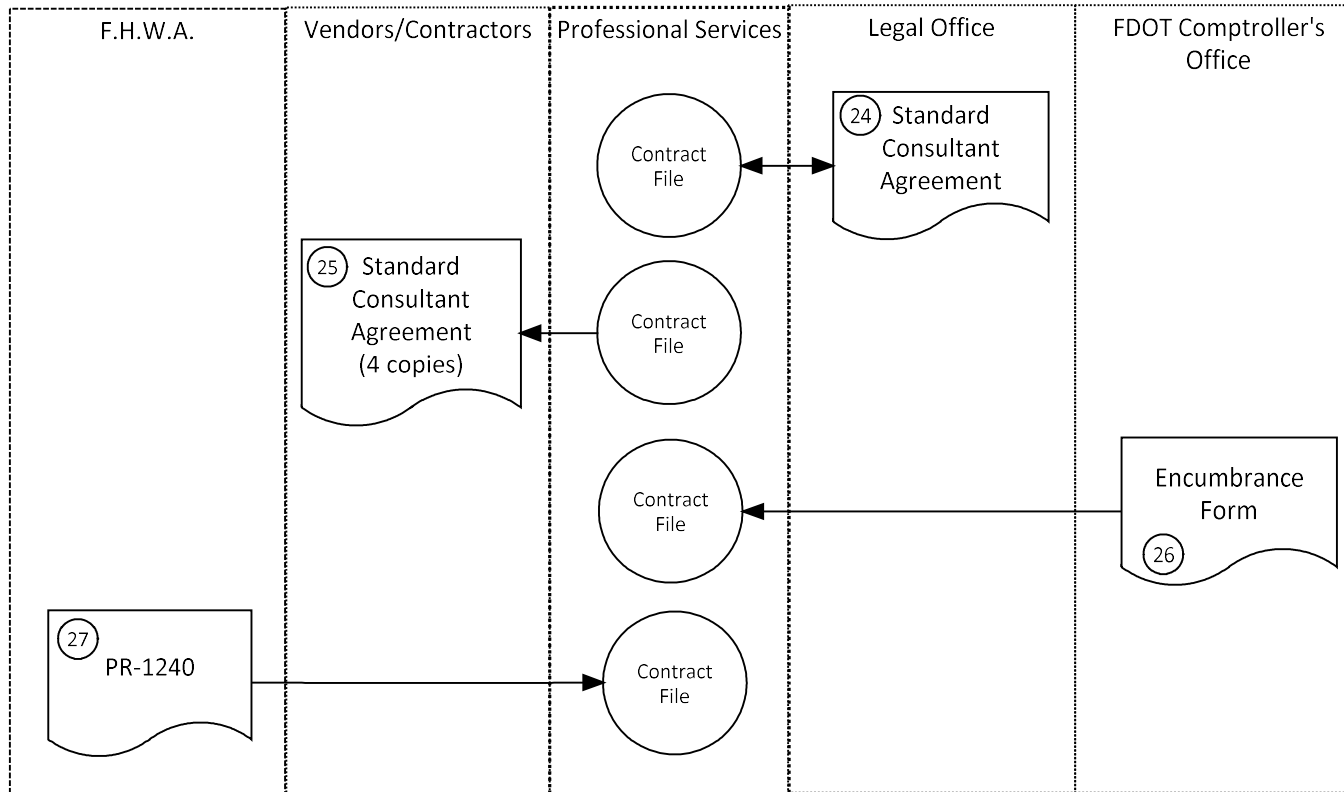 F.H.W.A.
Vendors/Contractors
Professional Services
Legal Office
FDOT Comptroller's
Office
Contract
File
24 Standard
Consultant
Agreement
25 Standard
Consultant
Agreement
(4 copies)
Contract
File
Contract
File
Encumbrance
Form
26
27
PR-1240
Contract
File